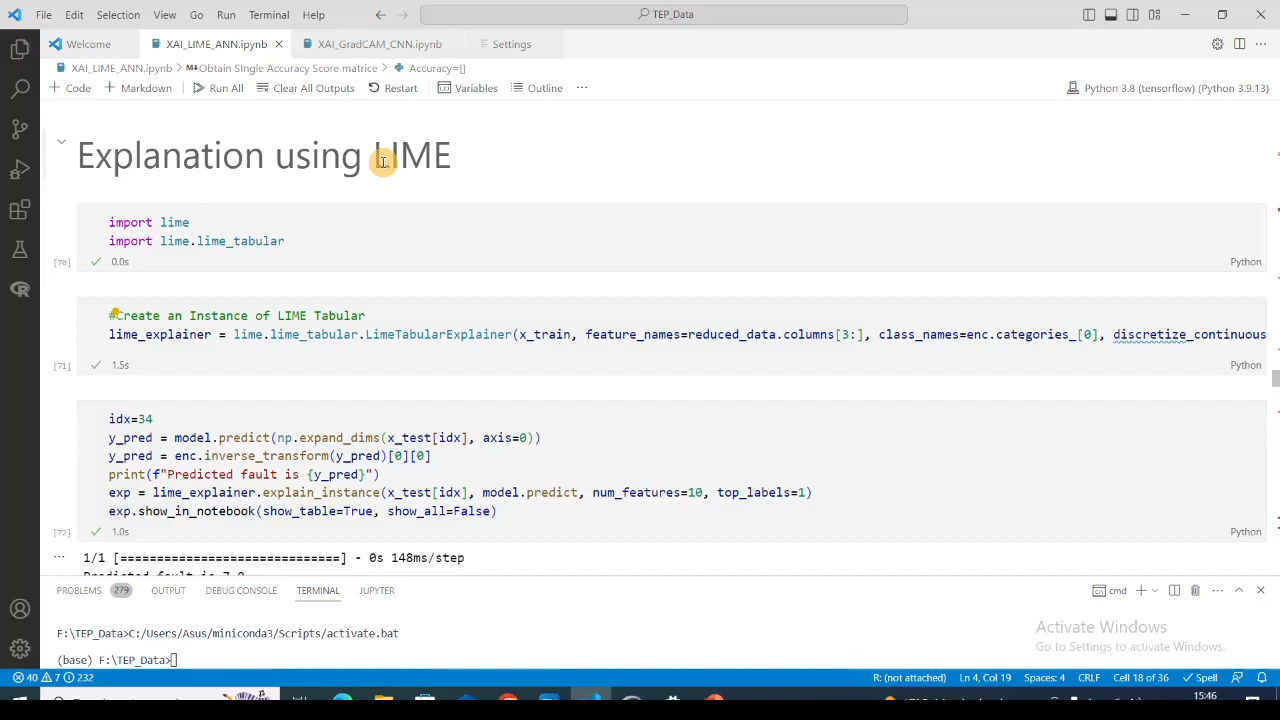 File Edit Selection View Go Run Terminal Help TEP_Data
Welcome XAI_LIME_ANN.ipynb XAI_GradCAM_CNN.ipynb Settings
XAI_LIME_ANN.ipynb > M Obtain SIngle Accuracy Score matrice > Accuracy=[]
+ Code + Markdown Run All Clear All Outputs Restart Variables Outline ... Python 3.8 (tensorflow) (Python 3.9.13)
Explanation using LIME
import lime
import lime.lime_tabular
[70] 0.0s Python
#Create an Instance of LIME Tabular
lime_explainer = lime.lime_tabular.LimeTabularExplainer(x_train, feature_names=reduced_data.columns[3:], class_names=enc.categories_[0], discretize_continuous
[71] 1.5s Python
idx=34
y_pred = model.predict(np.expand_dims(x_test[idx], axis=0))
y_pred = enc.inverse_transform(y_pred)[0][0]
print(f"Predicted fault is {y_pred}")
exp = lime_explainer.explain_instance(x_test[idx], model.predict, num_features=10, top_labels=1)
exp.show_in_notebook(show_table=True, show_all=False)
[72] 1.0s Python
... 1/1 [==============================] - 0s 148ms/step
PROBLEMS 279 OUTPUT DEBUG CONSOLE TERMINAL JUPYTER cmd
F:\TEP_Data>C:/Users/Asus/miniconda3/Scripts/activate.bat
Activate Windows
Go to Settings to activate Windows.
(base) F:\TEP_Data>
40 7 232 R: (not attached) Ln 4, Col 19 Spaces: 4 CRLF Cell 18 of 36 Spell
15:46